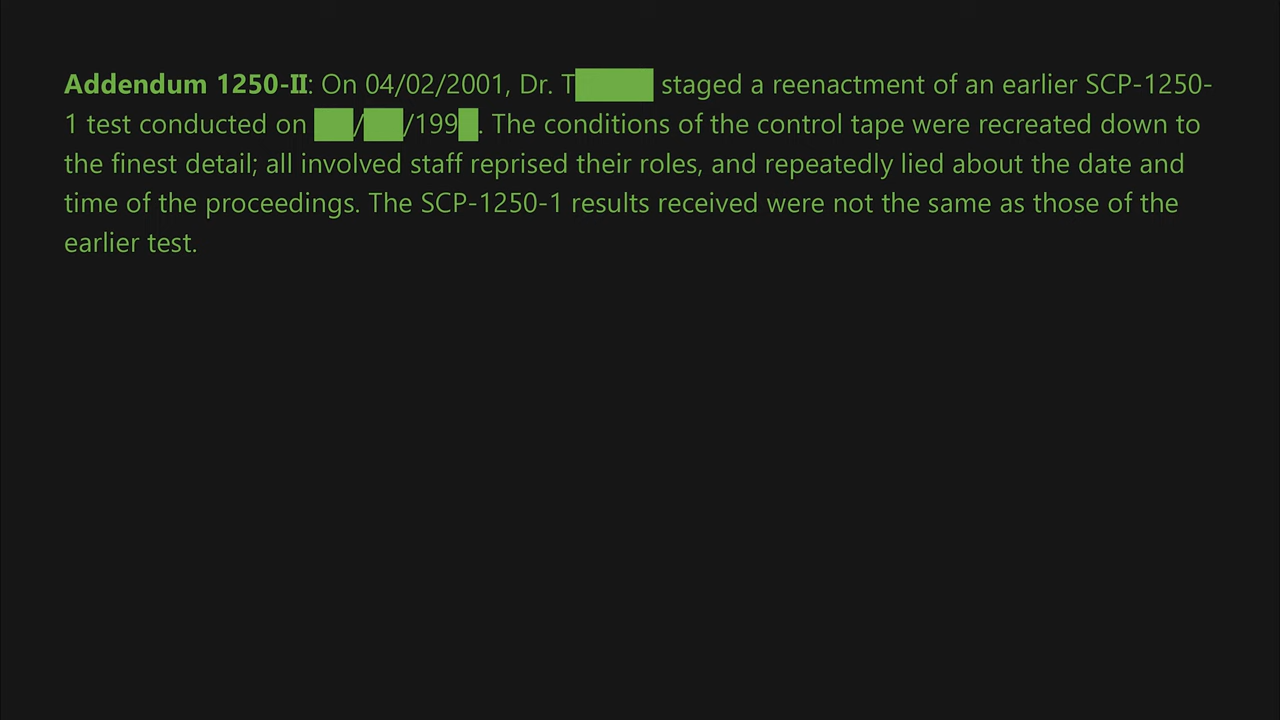 Addendum 1250-II: On 04/02/2001, Dr. T████ staged a reenactment of an earlier SCP-1250-
1 test conducted on ██/██/199█. The conditions of the control tape were recreated down to
the finest detail; all involved staff reprised their roles, and repeatedly lied about the date and
time of the proceedings. The SCP-1250-1 results received were not the same as those of the
earlier test.